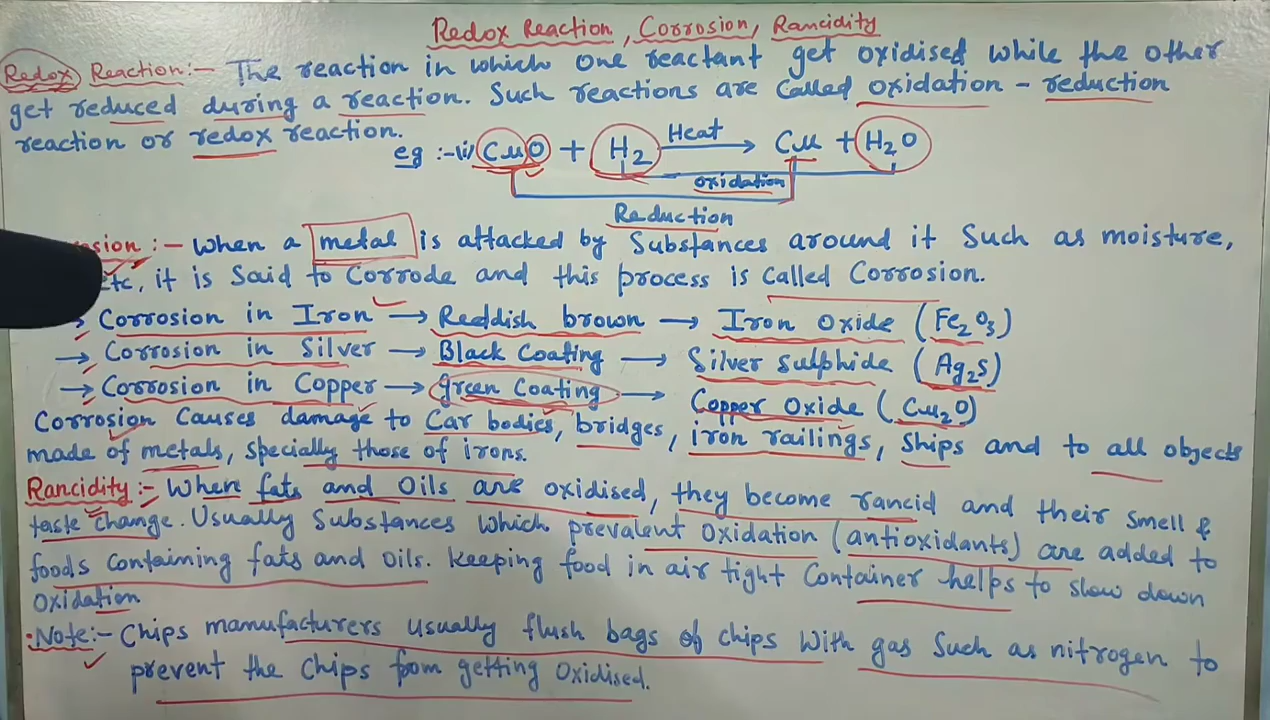 Redox Reaction, Corrosion, Rancidity
Redox Reaction:- The reaction in which one reactant get oxidised while the other
get reduced during a reaction. Such reactions are called oxidation - reduction
reaction or redox reaction.
eg :-(i) CuO + H2 Heat → Cu + H2O
oxidation
Reduction
osion :- When a metal is attacked by Substances around it Such as moisture,
etc, it is Said to Corrode and this process is called Corrosion.
→ Corrosion in Iron → Reddish brown → Iron Oxide (Fe2O3)
→ Corrosion in Silver → Black Coating → Silver Sulphide (Ag2S)
→ Corrosion in Copper → green Coating → Copper Oxide (Cu2O)
Corrosion Causes damage to Car bodies, bridges, iron railings, Ships and to all objects
made of metals, specially those of irons.
Rancidity :- When fats and Oils are oxidised, they become rancid and their smell &
taste change. Usually Substances which prevalent Oxidation (antioxidants) are added to
foods containing fats and oils. Keeping food in air tight Container helps to slow down
Oxidation
•Note:- Chips manufacturers usually flush bags of chips with gas Such as nitrogen to
prevent the Chips from getting Oxidised.